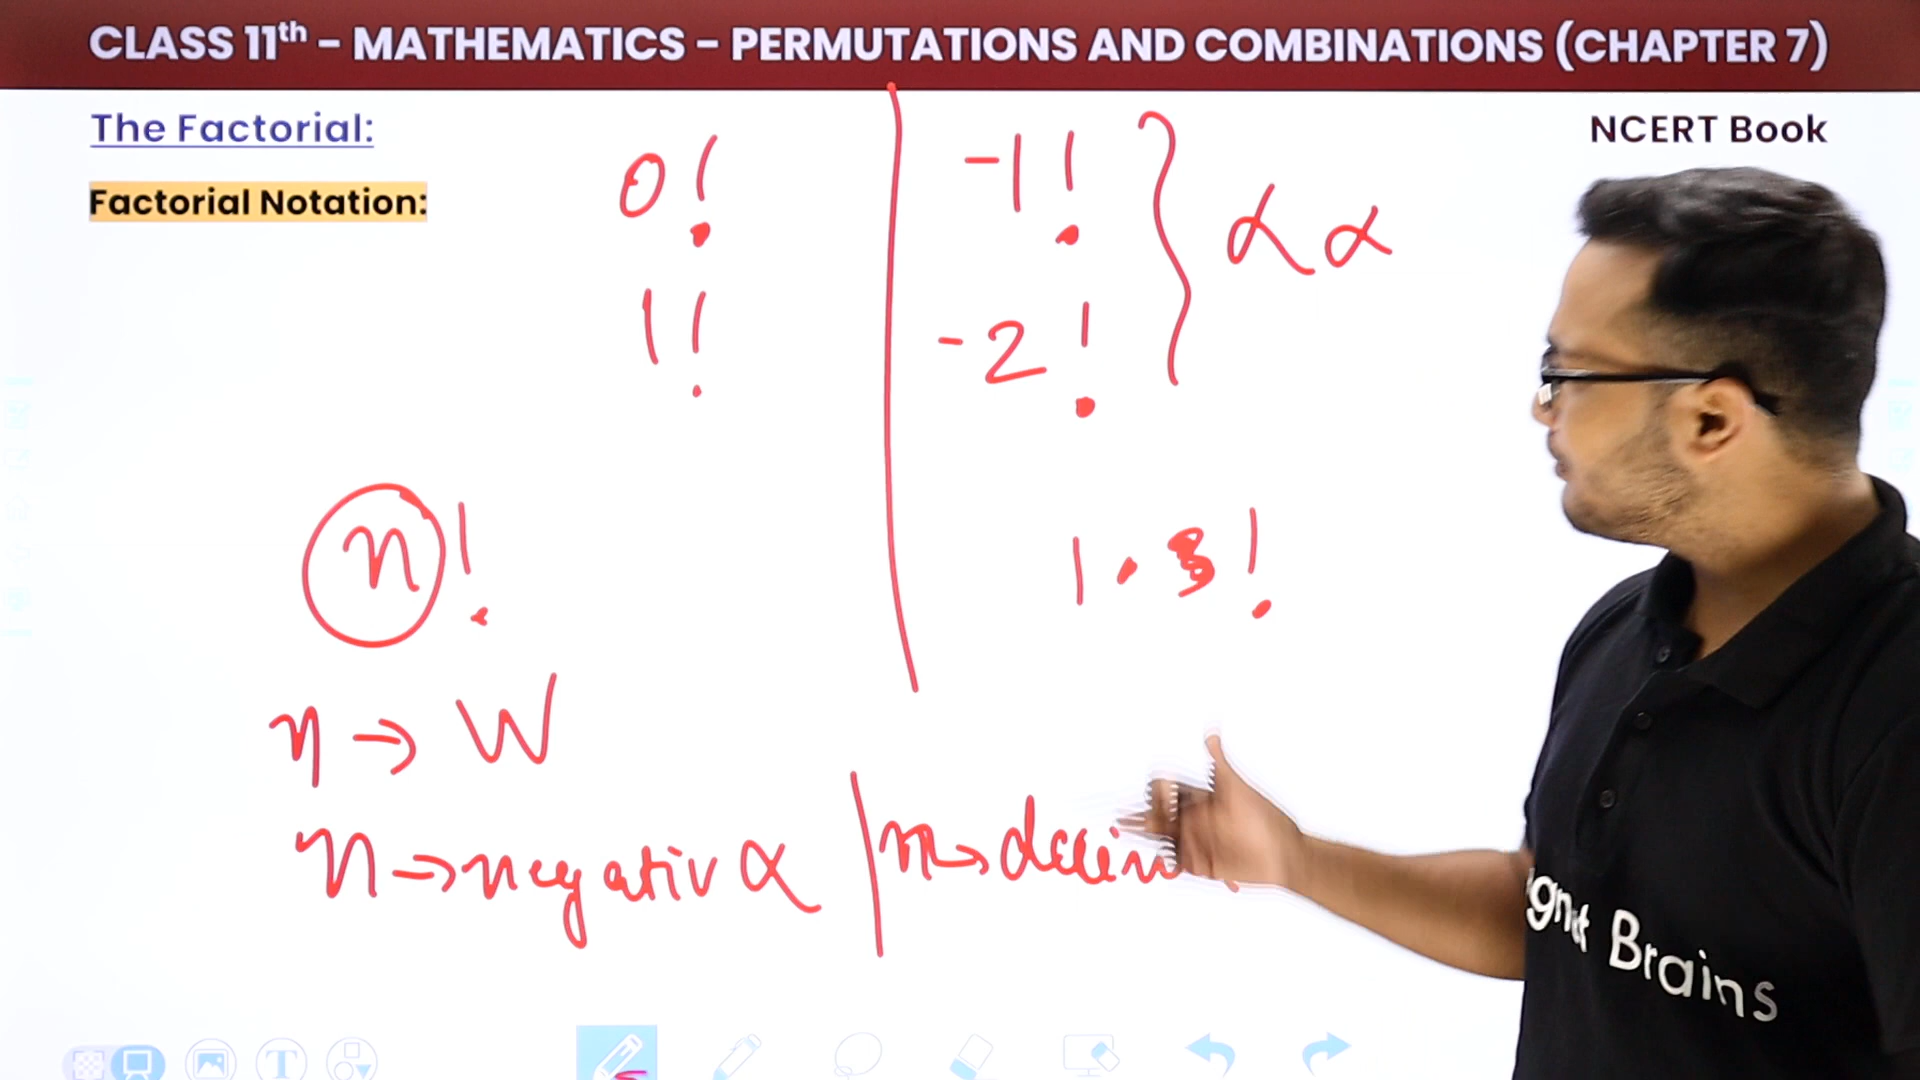 CLASS 11th – MATHEMATICS – PERMUTATIONS AND COMBINATIONS (CHAPTER 7)
The Factorial:
NCERT Book
Factorial Notation:
0!
-1!
1!
-2!
n!
1.3!
n → W
n → negativ
n → decim
Brains
T